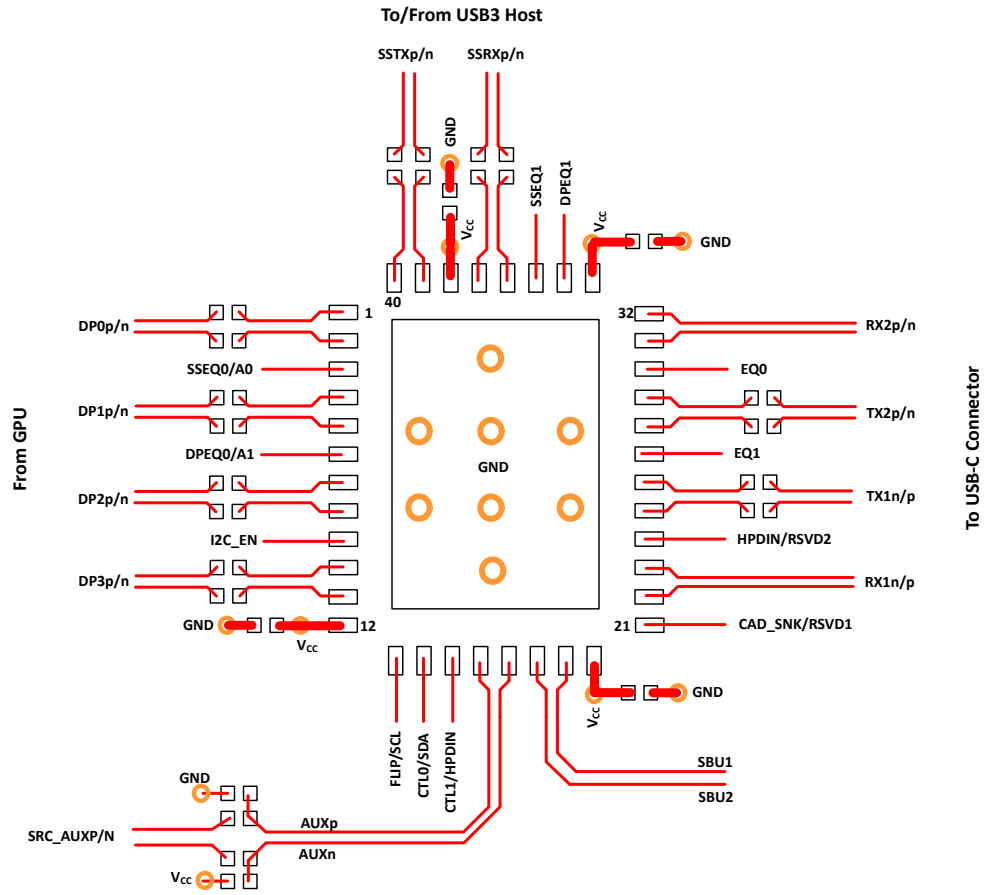 To/From USB3 Host
SSTXp/n
SSRXp/n
GND
SSEQ1
DPEQ1
VCC
VCC
GND
40
1
32
DP0p/n
RX2p/n
SSEQ0/A0
EQ0
DP1p/n
TX2p/n
From GPU
DPEQ0/A1
EQ1
GND
To USB-C Connector
DP2p/n
TX1n/p
I2C_EN
HPDIN/RSVD2
DP3p/n
RX1n/p
GND
12
21
CAD_SNK/RSVD1
VCC
GND
VCC
FLIP/SCL
CTL0/SDA
CTL1/HPDIN
SBU1
SBU2
GND
AUXp
SRC_AUXP/N
AUXn
VCC